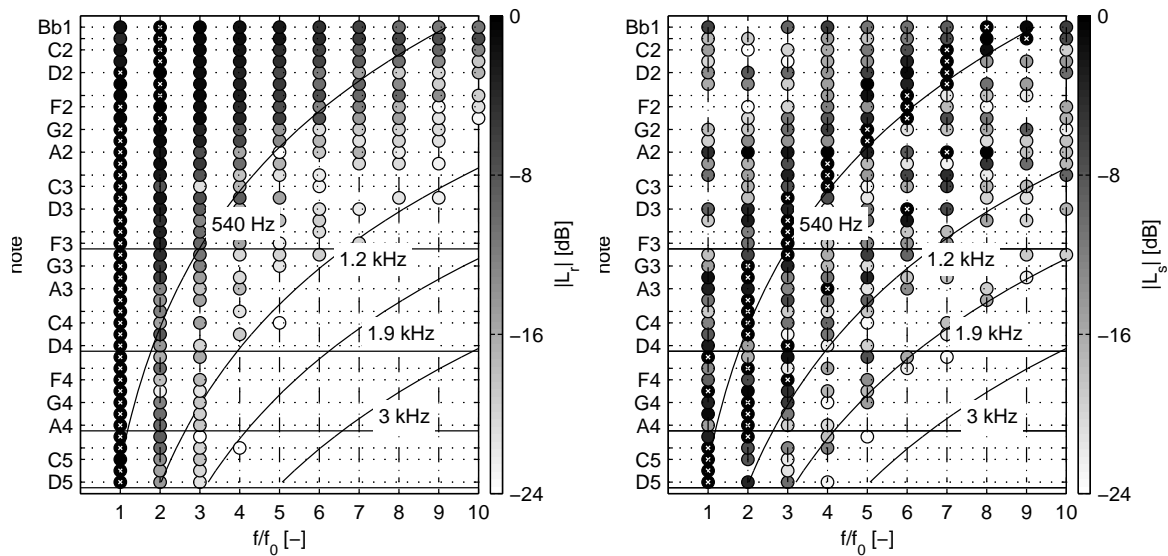 Bb1
C2
D2
F2
G2
A2
C3
D3
F3
G3
A3
C4
D4
F4
G4
A4
C5
D5
note
540 Hz
1.2 kHz
1.9 kHz
3 kHz
1 2 3 4 5 6 7 8 9 10
f/f0 [−]
0
−8
−16
−24
|Lr| [dB]
Bb1
C2
D2
F2
G2
A2
C3
D3
F3
G3
A3
C4
D4
F4
G4
A4
C5
D5
note
540 Hz
1.2 kHz
1.9 kHz
3 kHz
1 2 3 4 5 6 7 8 9 10
f/f0 [−]
0
−8
−16
−24
|Ls| [dB]